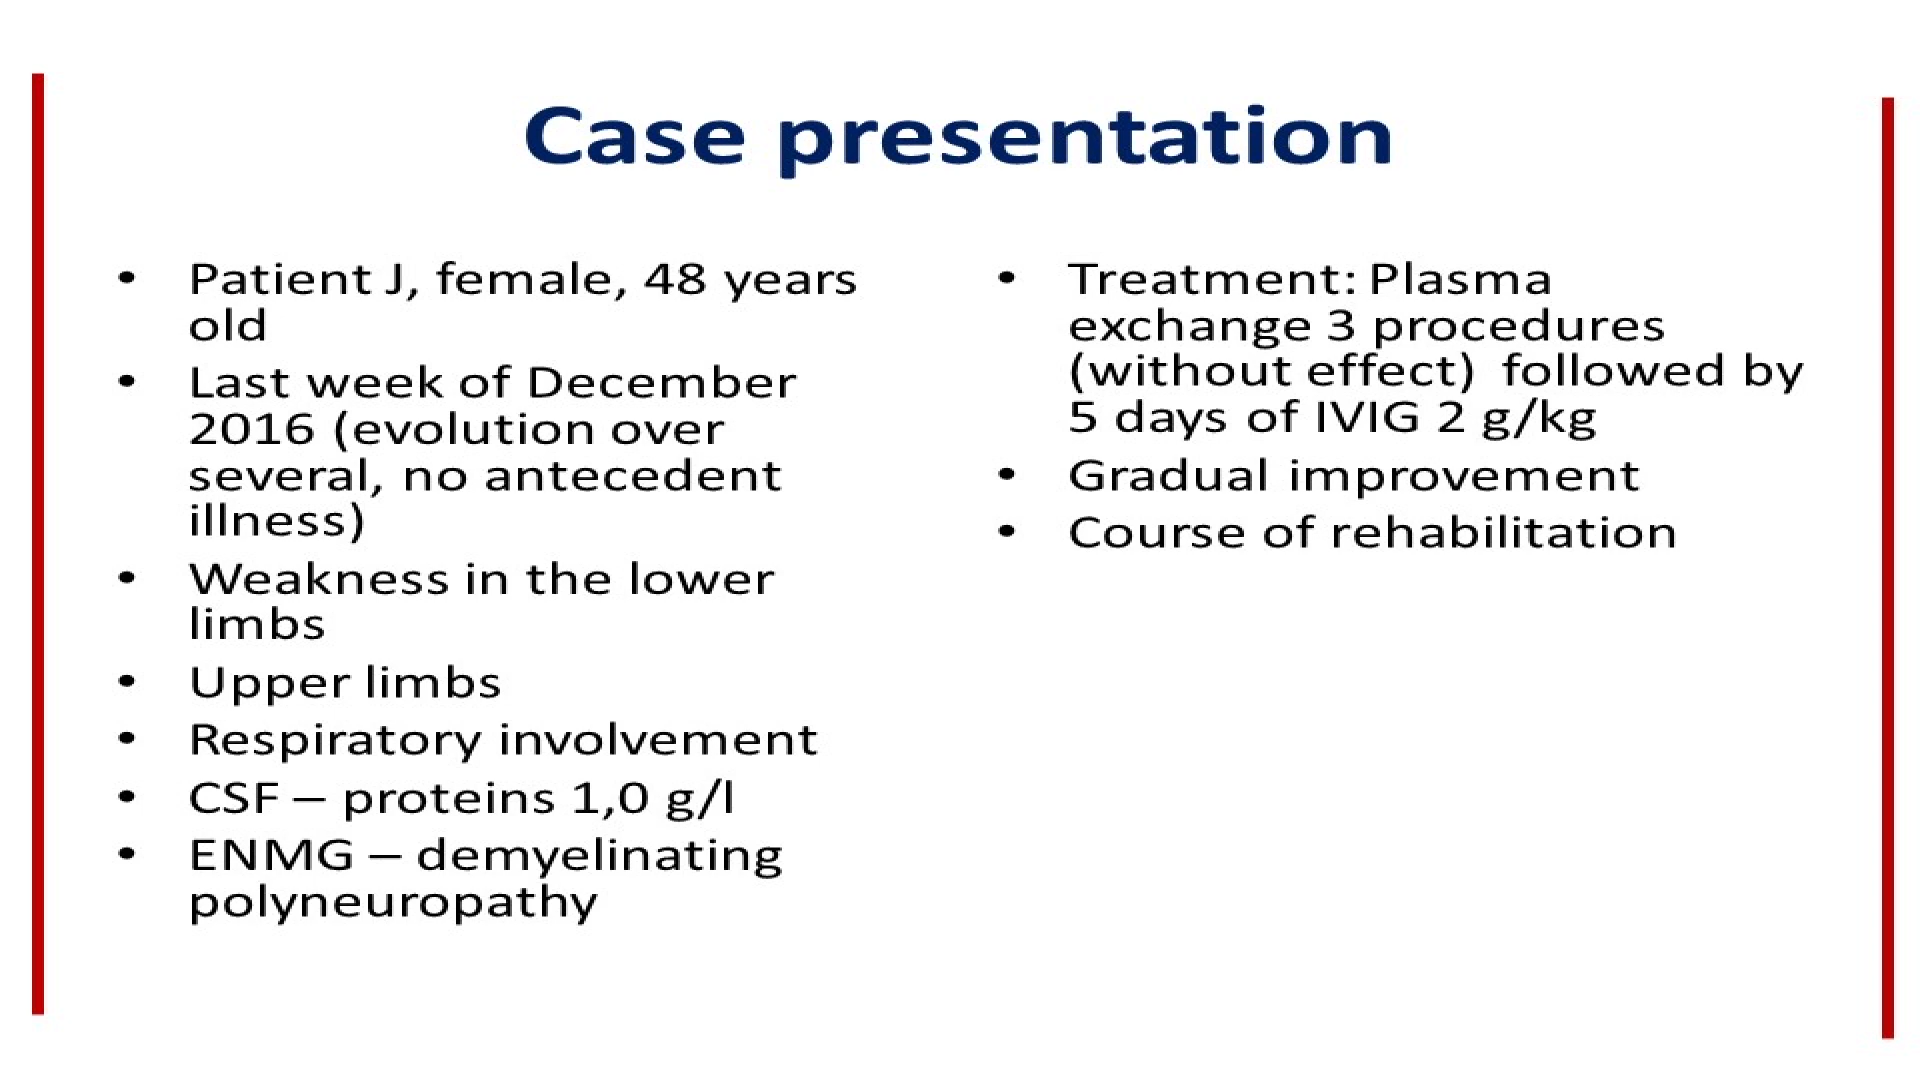 Case presentation
• Patient J, female, 48 years
old
• Last week of December
2016 (evolution over
several, no antecedent
illness)
• Weakness in the lower
limbs
• Upper limbs
• Respiratory involvement
• CSF – proteins 1,0 g/l
• ENMG – demyelinating
polyneuropathy
• Treatment: Plasma
exchange 3 procedures
(without effect) followed by
5 days of IVIG 2 g/kg
• Gradual improvement
• Course of rehabilitation